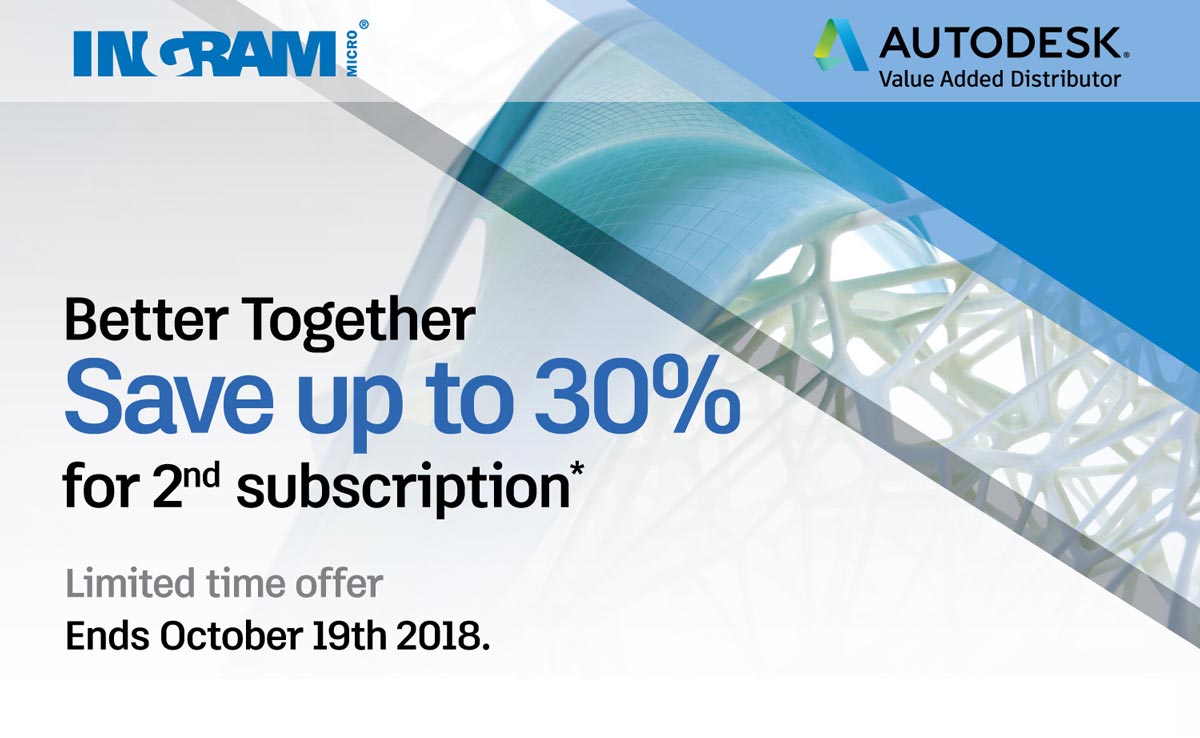 INGRAM MICRO®
AUTODESK®
Value Added Distributor
Better Together
Save up to 30%
for 2nd subscription*
Limited time offer
Ends October 19th 2018.